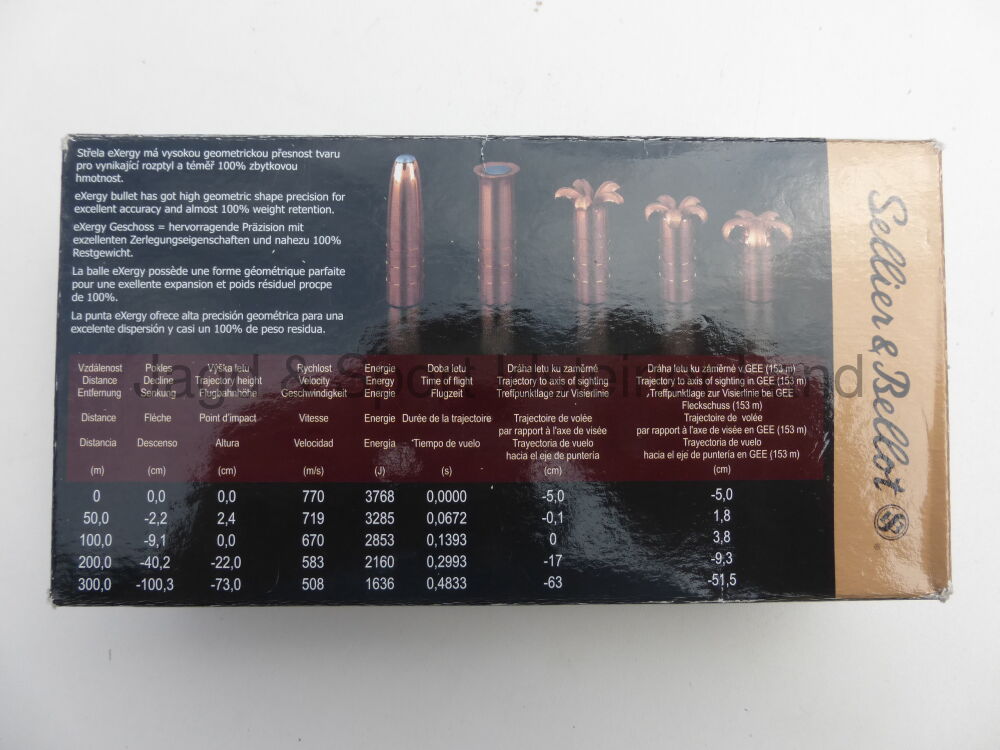 Střela eXergy má vysokou geometrickou přesnost tvaru
pro vynikající rozptyl a téměř 100% zbytkovou
hmotnost.
eXergy bullet has got high geometric shape precision for
excellent accuracy and almost 100% weight retention.
eXergy Geschoss = hervorragende Präzision mit
exzellenten Zerlegungseigenschaften und nahezu 100%
Restgewicht.
La balle eXergy possède une forme géométrique parfaite
pour une exellente expansion et poids résiduel procpe
de 100%.
La punta eXergy ofrece alta precisión geométrica para una
excelente dispersión y casi un 100% de peso residua.
Sellier & Bellot
Vzdálenost Pokles Výška letu Rychlost Energie Doba letu Dráha letu ku záměrné Dráha letu ku záměrné v GEE (153 m)
Distance Decline Trajectory height Velocity Energy Time of flight Trajectory to axis of sighting Trajectory to axis of sighting in GEE (153 m)
Entfernung Senkung Flugbahnhöhe Geschwindigkeit Energie Flugzeit Treffpunktlage zur Visierlinie Treffpunktlage zur Visierlinie bei GEE
Fleckschuss (153 m)
Distance Fléche Point d'impact Vitesse Energie Durée de la trajectoire Trajectoire de volée Trajectoire de volée
par rapport à l'axe de visée par rapport à l'axe de visée en GEE (153 m)
Distancia Descenso Altura Velocidad Energía Tiempo de vuelo Trayectoria de vuelo Trayectoria de vuelo
hacia el eje de puntería hacia el eje de puntería en GEE (153 m)
(m) (cm) (cm) (m/s) (J) (s) (cm) (cm)
0 0,0 0,0 770 3768 0,0000 -5,0 -5,0
50,0 -2,2 2,4 719 3285 0,0672 -0,1 1,8
100,0 -9,1 0,0 670 2853 0,1393 0 3,8
200,0 -40,2 -22,0 583 2160 0,2993 -17 -9,3
300,0 -100,3 -73,0 508 1636 0,4833 -63 -51,5